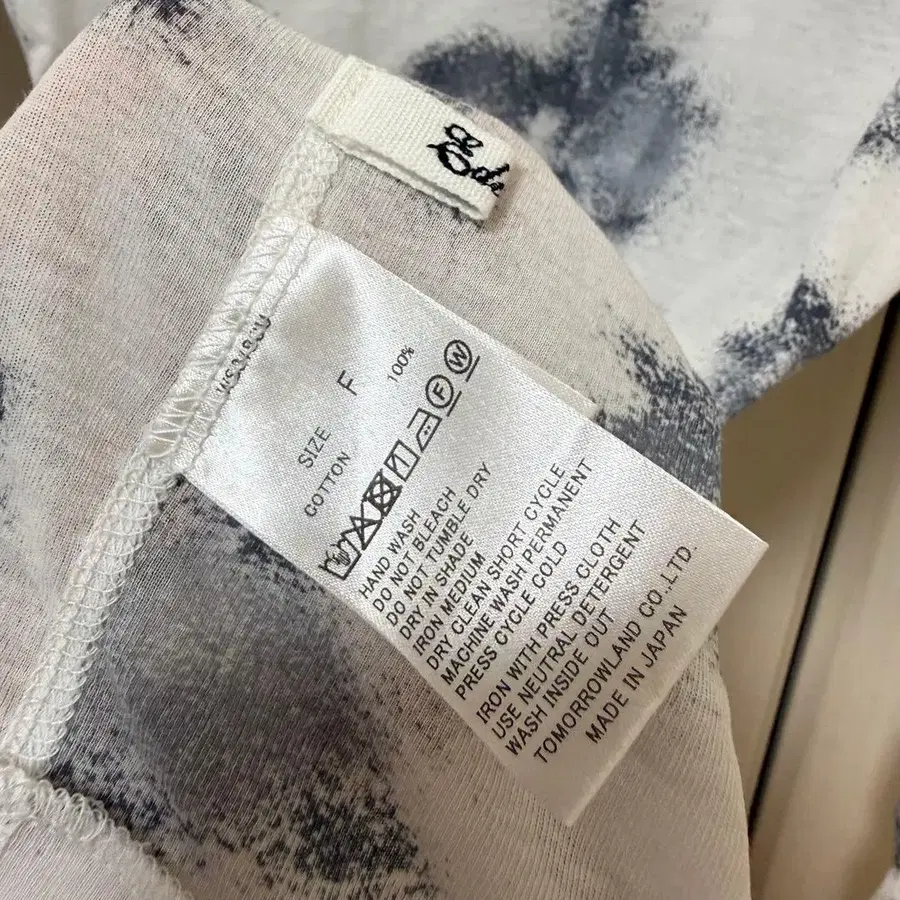 Ed
SIZE F
COTTON 100%
F W
HAND WASH
DO NOT BLEACH
DO NOT TUMBLE DRY
DRY IN SHADE
IRON MEDIUM
DRY CLEAN SHORT CYCLE
MACHINE WASH PERMANENT
PRESS CYCLE COLD
IRON WITH PRESS CLOTH
USE NEUTRAL DETERGENT
WASH INSIDE OUT
TOMORROWLAND CO.,LTD.
MADE IN JAPAN